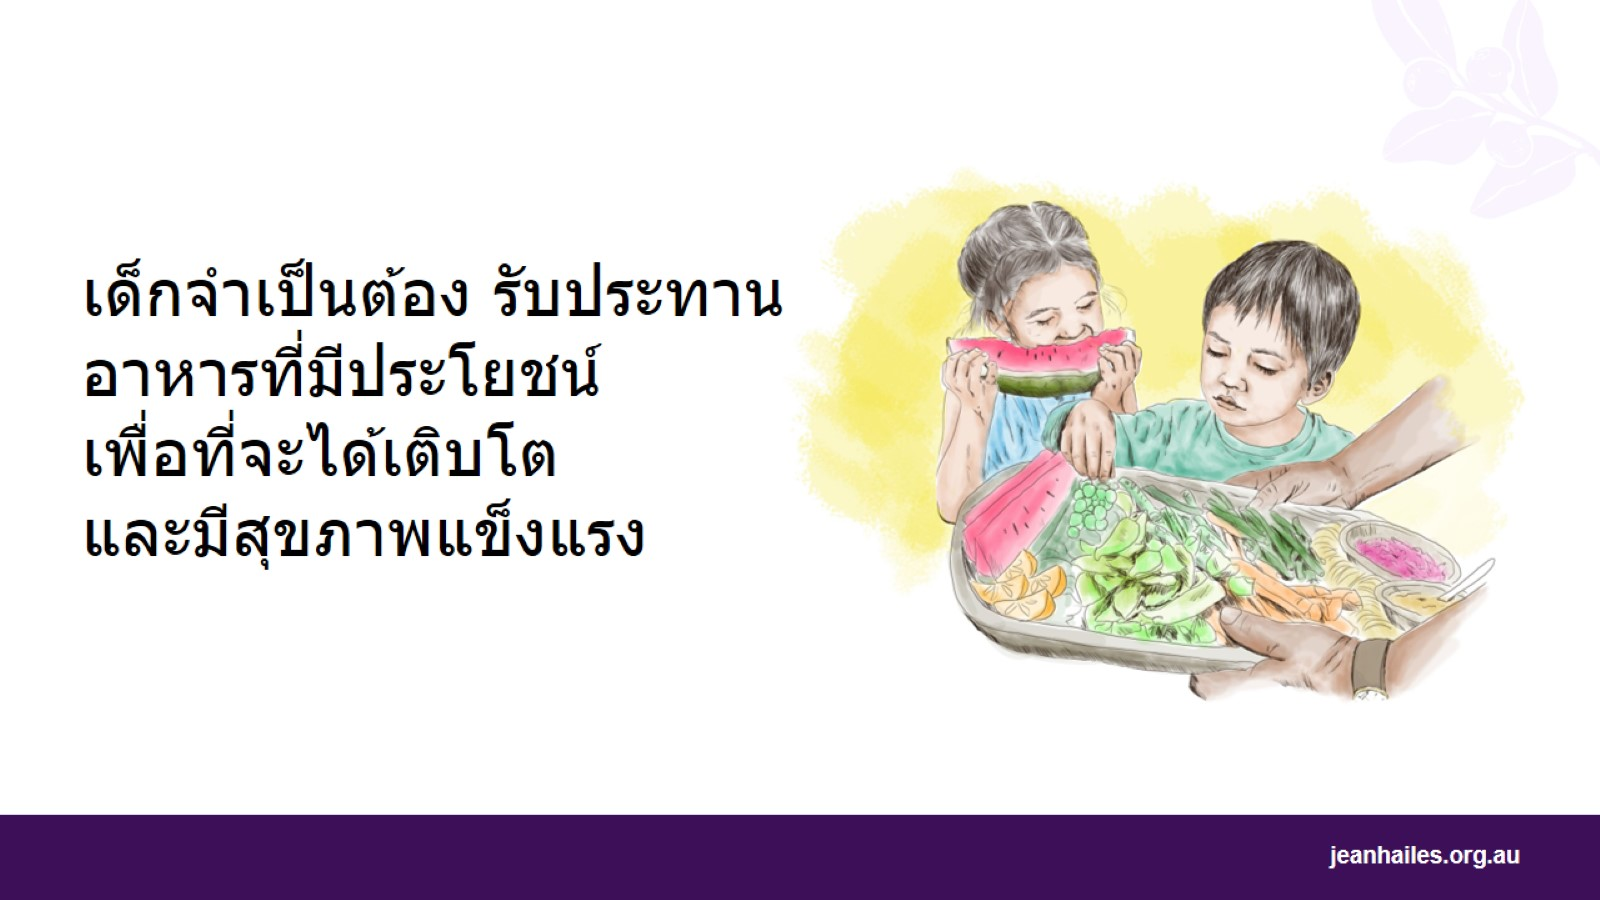 เด็กจำเป็นต้อง รับประทาน
อาหารที่มีประโยชน์
เพื่อที่จะได้เติบโต
และมีสุขภาพแข็งแรง
jeanhailes.org.au